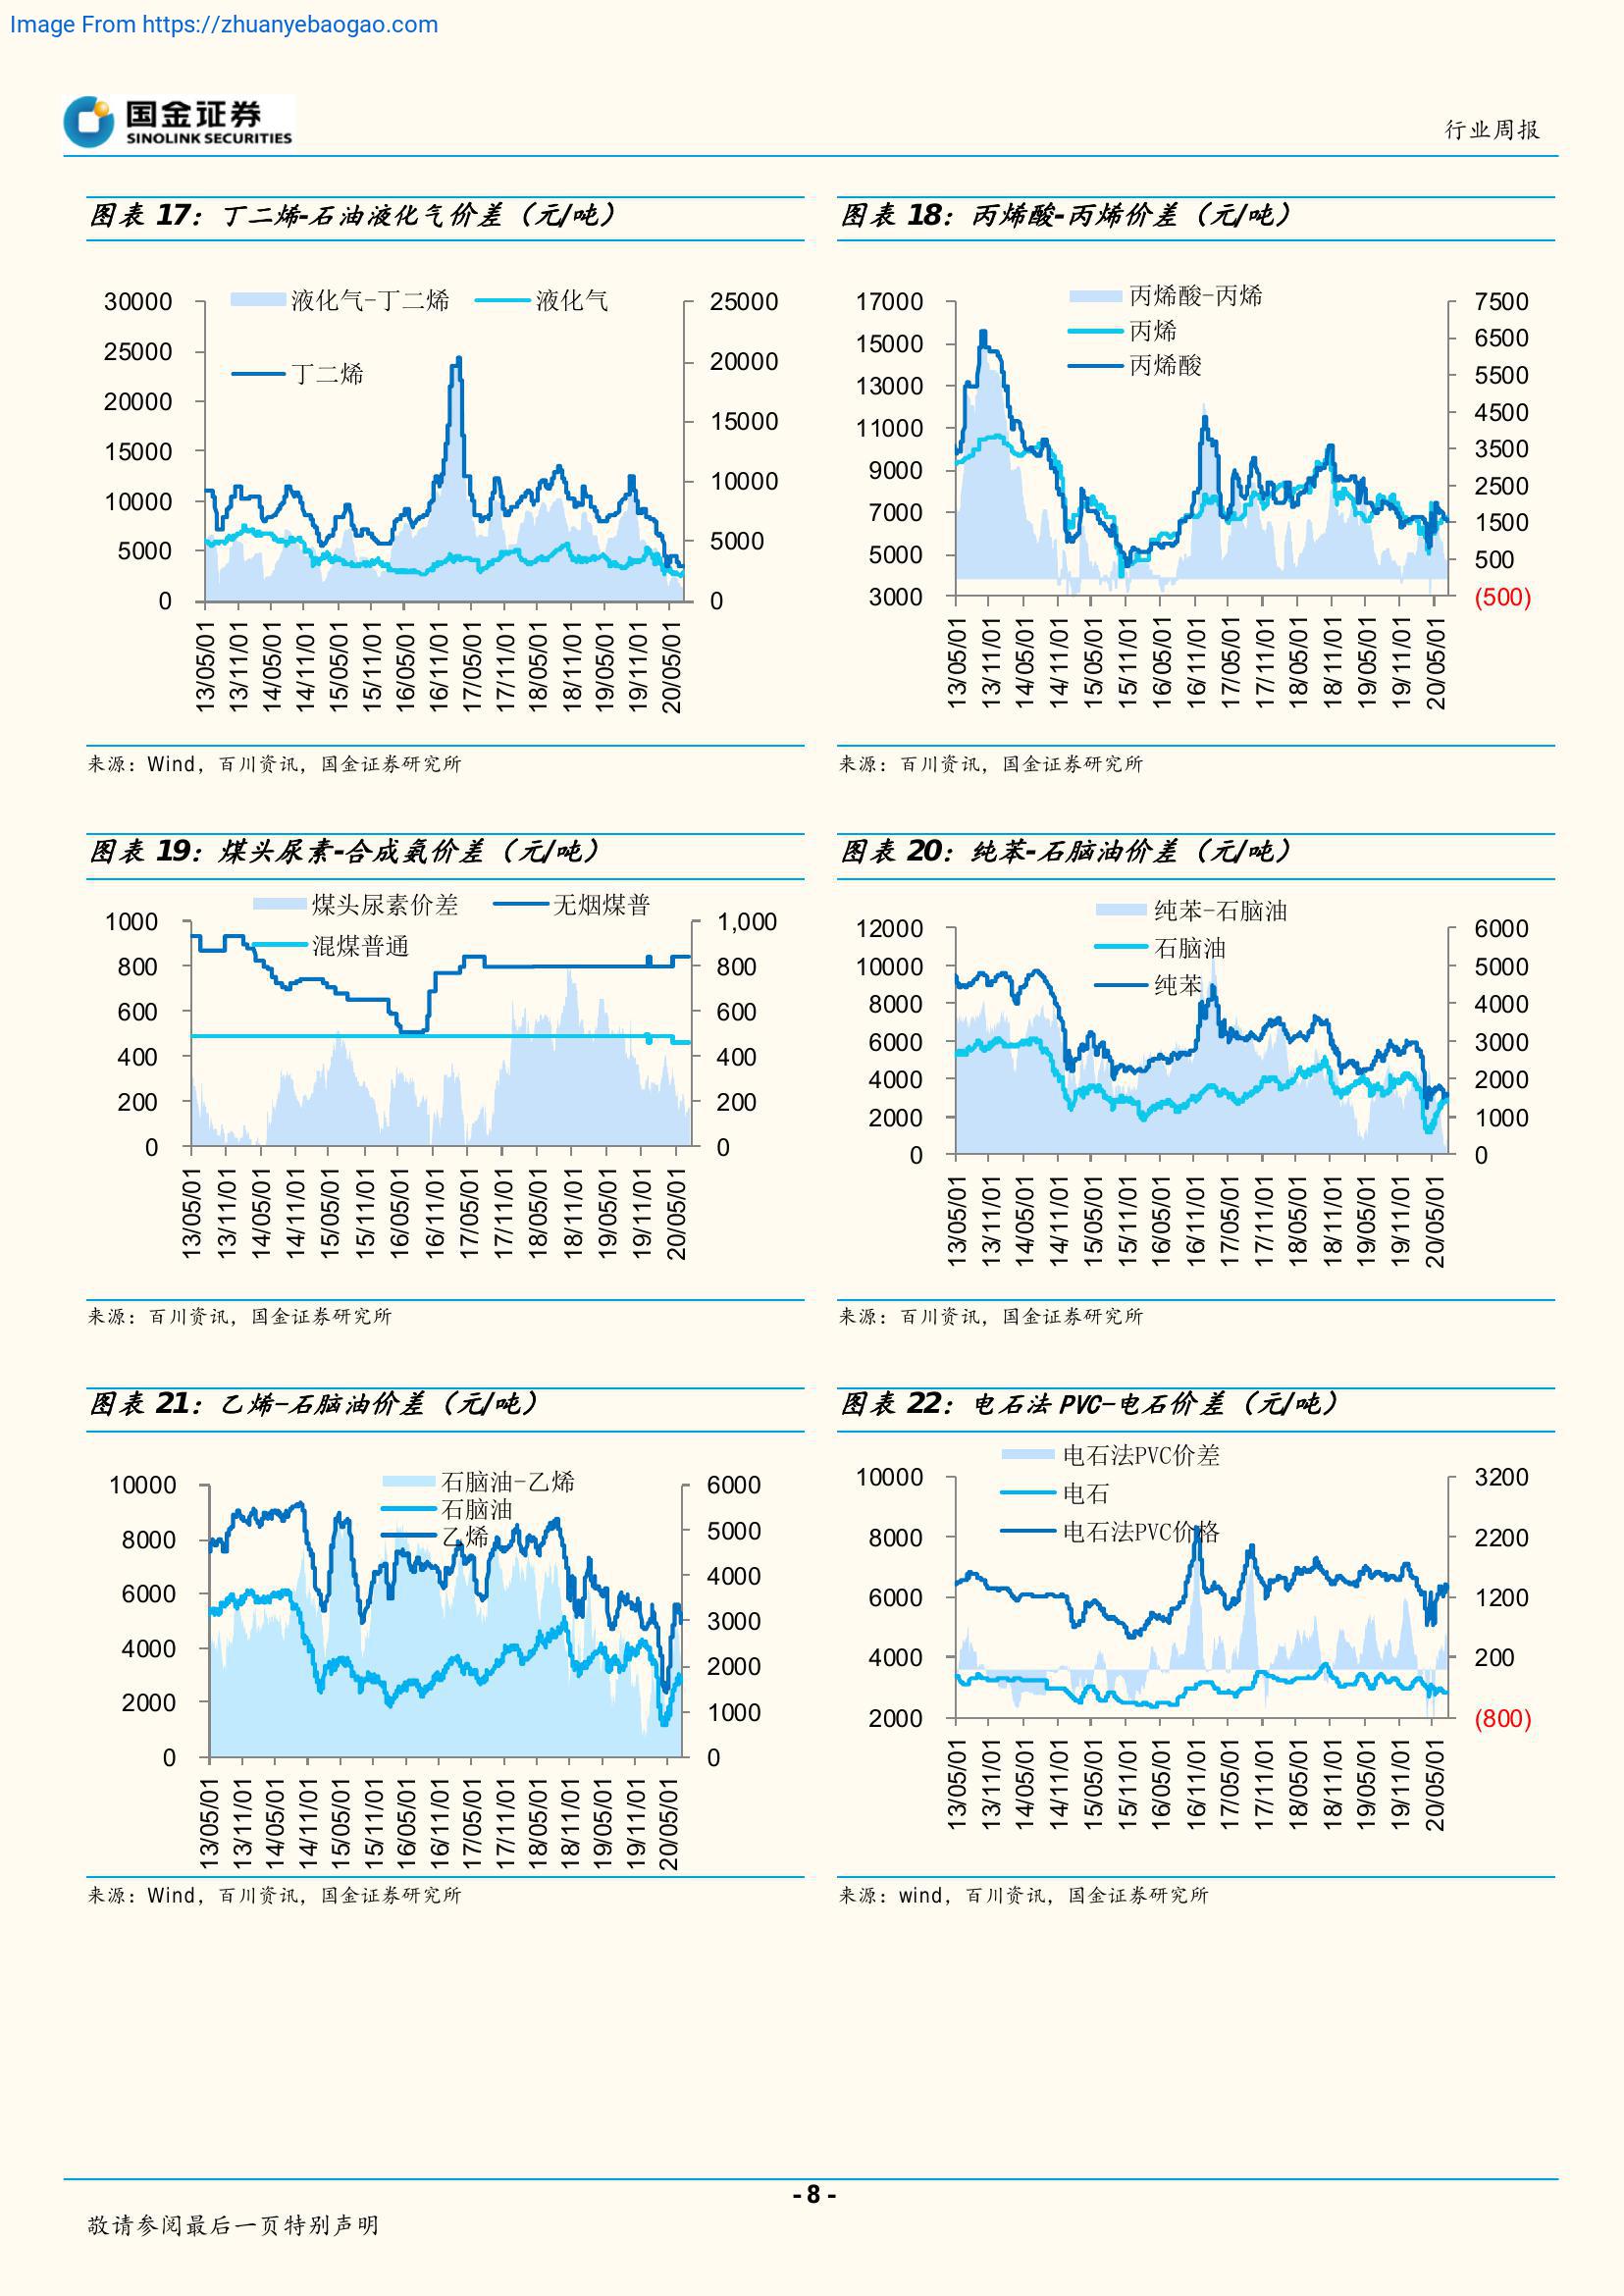 Image From https://zhuanyebaogao.com
国金证券
SINOLINK SECURITIES
行业周报
图表 17：丁二烯-石油液化气价差（元/吨）
液化气-丁二烯 液化气
丁二烯
30000
25000
20000
15000
10000
5000
0
25000
20000
15000
10000
5000
0
13/05/01 13/11/01 14/05/01 14/11/01 15/05/01 15/11/01 16/05/01 16/11/01 17/05/01 17/11/01 18/05/01 18/11/01 19/05/01 19/11/01 20/05/01
来源：Wind，百川资讯，国金证券研究所
图表 18：丙烯酸-丙烯价差（元/吨）
丙烯酸-丙烯
丙烯
丙烯酸
17000
15000
13000
11000
9000
7000
5000
3000
7500
6500
5500
4500
3500
2500
1500
500
(500)
13/05/01 13/11/01 14/05/01 14/11/01 15/05/01 15/11/01 16/05/01 16/11/01 17/05/01 17/11/01 18/05/01 18/11/01 19/05/01 19/11/01 20/05/01
来源：百川资讯，国金证券研究所
图表 19：煤头尿素-合成氨价差（元/吨）
煤头尿素价差 无烟煤普
混煤普通
1000
800
600
400
200
0
1,000
800
600
400
200
0
13/05/01 13/11/01 14/05/01 14/11/01 15/05/01 15/11/01 16/05/01 16/11/01 17/05/01 17/11/01 18/05/01 18/11/01 19/05/01 19/11/01 20/05/01
来源：百川资讯，国金证券研究所
图表 20：纯苯-石脑油价差（元/吨）
纯苯-石脑油
石脑油
纯苯
12000
10000
8000
6000
4000
2000
0
6000
5000
4000
3000
2000
1000
0
13/05/01 13/11/01 14/05/01 14/11/01 15/05/01 15/11/01 16/05/01 16/11/01 17/05/01 17/11/01 18/05/01 18/11/01 19/05/01 19/11/01 20/05/01
来源：百川资讯，国金证券研究所
图表 21：乙烯-石脑油价差（元/吨）
石脑油-乙烯
石脑油
乙烯
10000
8000
6000
4000
2000
0
6000
5000
4000
3000
2000
1000
0
13/05/01 13/11/01 14/05/01 14/11/01 15/05/01 15/11/01 16/05/01 16/11/01 17/05/01 17/11/01 18/05/01 18/11/01 19/05/01 19/11/01 20/05/01
来源：Wind，百川资讯，国金证券研究所
图表 22：电石法 PVC-电石价差（元/吨）
电石法PVC价差
电石
电石法PVC价格
10000
8000
6000
4000
2000
3200
2200
1200
200
(800)
13/05/01 13/11/01 14/05/01 14/11/01 15/05/01 15/11/01 16/05/01 16/11/01 17/05/01 17/11/01 18/05/01 18/11/01 19/05/01 19/11/01 20/05/01
来源：wind，百川资讯，国金证券研究所
- 8 -
敬请参阅最后一页特别声明